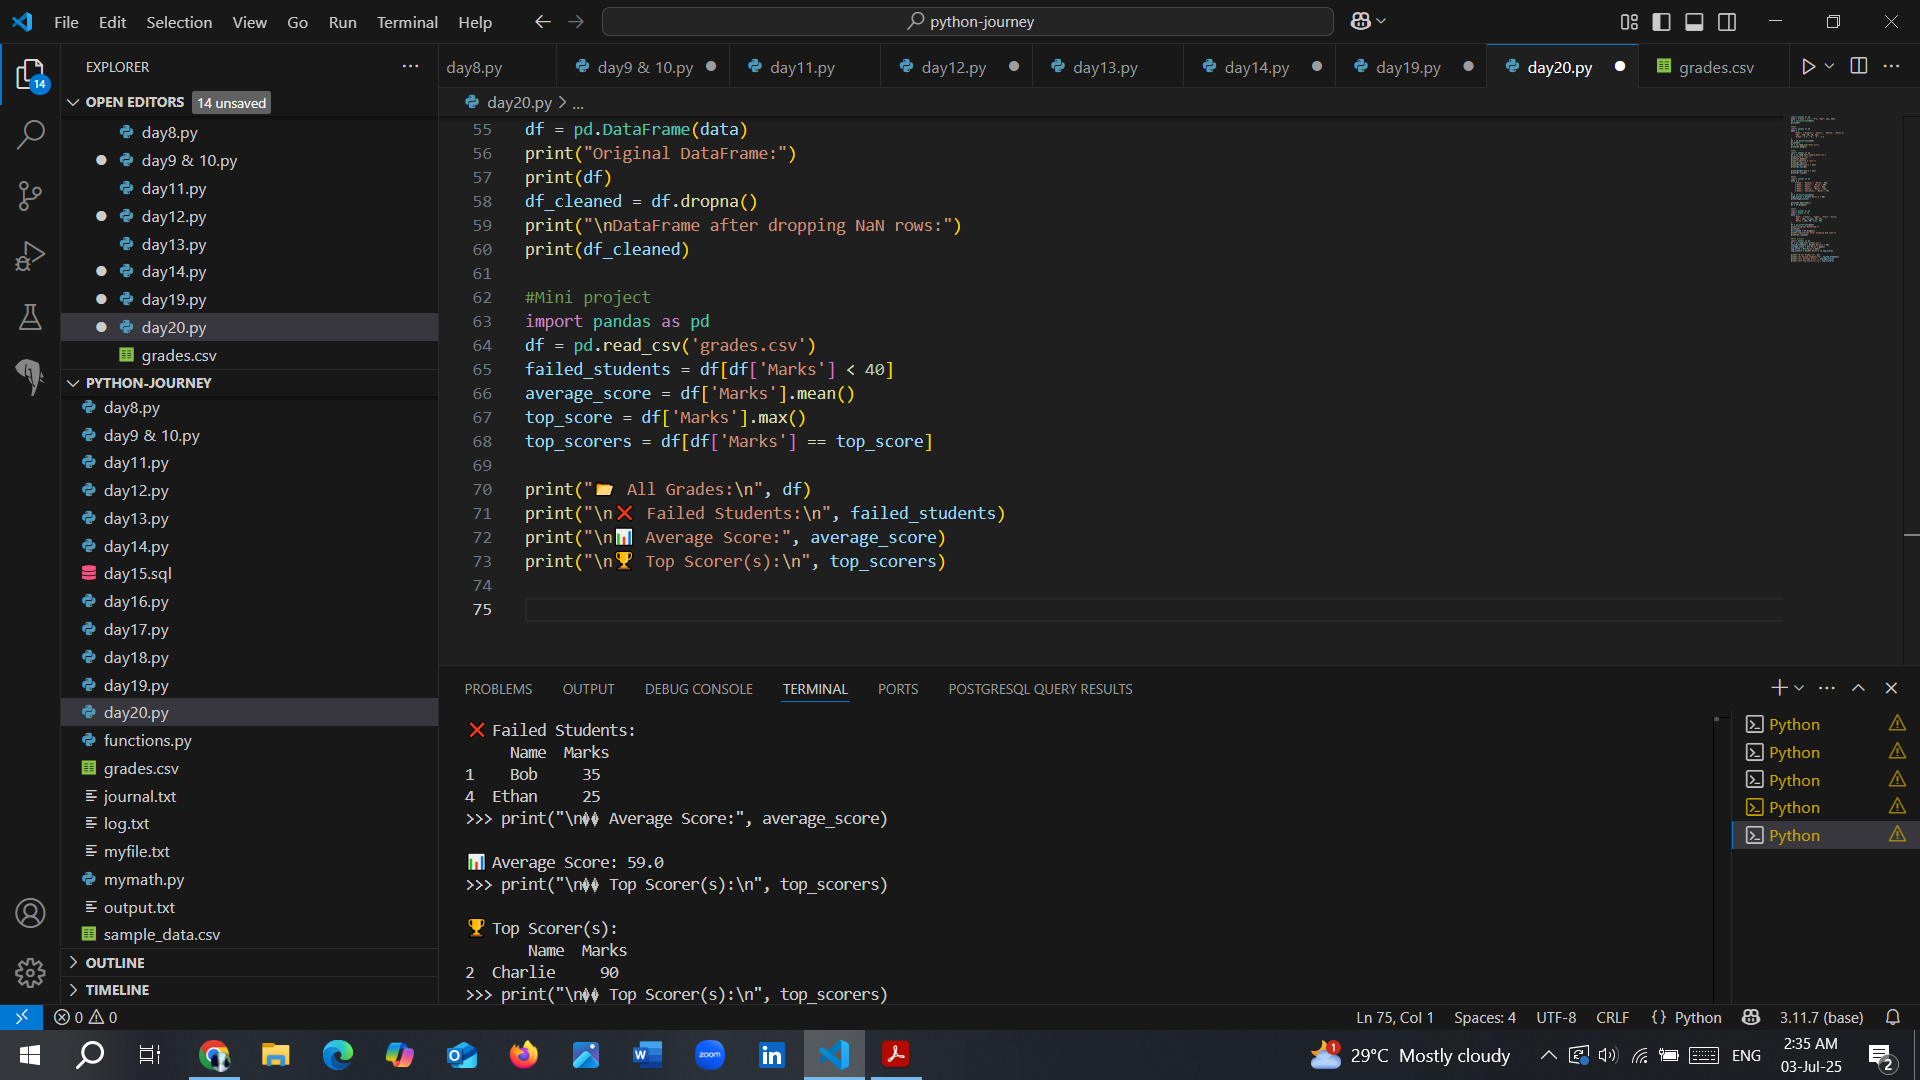 File Edit Selection View Go Run Terminal Help
python-journey
EXPLORER
OPEN EDITORS 14 unsaved
day8.py
day9 & 10.py
day11.py
day12.py
day13.py
day14.py
day19.py
day20.py
grades.csv
PYTHON-JOURNEY
day8.py
day9 & 10.py
day11.py
day12.py
day13.py
day14.py
day15.sql
day16.py
day17.py
day18.py
day19.py
day20.py
functions.py
grades.csv
journal.txt
log.txt
myfile.txt
mymath.py
output.txt
sample_data.csv
OUTLINE
TIMELINE
14
day8.py day9 & 10.py day11.py day12.py day13.py day14.py day19.py day20.py grades.csv
day20.py > ...
55 df = pd.DataFrame(data)
56 print("Original DataFrame:")
57 print(df)
58 df_cleaned = df.dropna()
59 print("\nDataFrame after dropping NaN rows:")
60 print(df_cleaned)
61
62 #Mini project
63 import pandas as pd
64 df = pd.read_csv('grades.csv')
65 failed_students = df[df['Marks'] < 40]
66 average_score = df['Marks'].mean()
67 top_score = df['Marks'].max()
68 top_scorers = df[df['Marks'] == top_score]
69
70 print("📂 All Grades:\n", df)
71 print("\n❌ Failed Students:\n", failed_students)
72 print("\n📊 Average Score:", average_score)
73 print("\n🏆 Top Scorer(s):\n", top_scorers)
74
75
PROBLEMS OUTPUT DEBUG CONSOLE TERMINAL PORTS POSTGRESQL QUERY RESULTS
❌ Failed Students:
Name Marks
1 Bob 35
4 Ethan 25
>>> print("\n�� Average Score:", average_score)
📊 Average Score: 59.0
>>> print("\n�� Top Scorer(s):\n", top_scorers)
🏆 Top Scorer(s):
Name Marks
2 Charlie 90
>>> print("\n�� Top Scorer(s):\n", top_scorers)
Python
Python
Python
Python
Python
0 0
Ln 75, Col 1 Spaces: 4 UTF-8 CRLF {} Python 3.11.7 (base)
zoom
29°C Mostly cloudy
1
ENG
2:35 AM
03-Jul-25
2